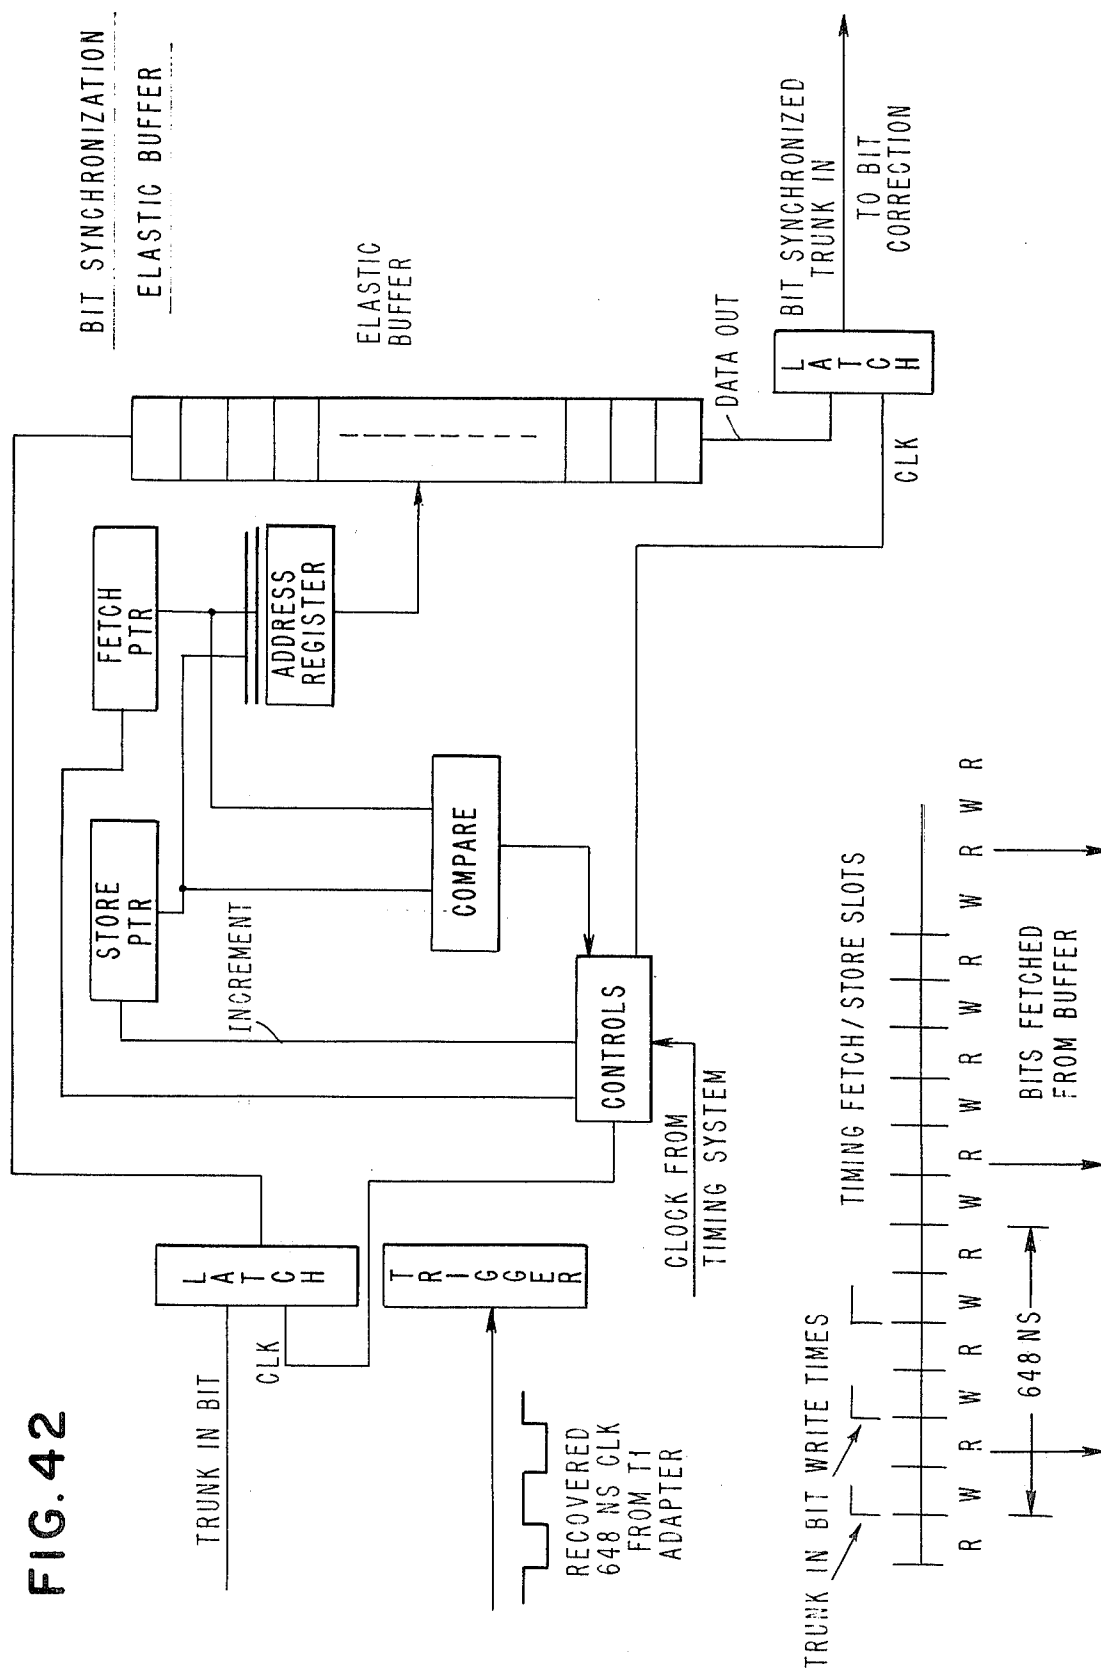 FIG. 42
BIT SYNCHRONIZATION
ELASTIC BUFFER
TRUNK IN BIT
CLK
LATCH
TRIGGER
RECOVERED
648 NS CLK
FROM T1
ADAPTER
STORE
PTR
FETCH
PTR
INCREMENT
ADDRESS
REGISTER
COMPARE
CONTROLS
CLOCK FROM
TIMING SYSTEM
ELASTIC
BUFFER
DATA OUT
CLK
LATCH
BIT SYNCHRONIZED
TRUNK IN
TO BIT
CORRECTION
TRUNK IN BIT WRITE TIMES
TIMING FETCH/STORE SLOTS
R W R W R W R W R W R W R W R W R
648 NS
BITS FETCHED
FROM BUFFER